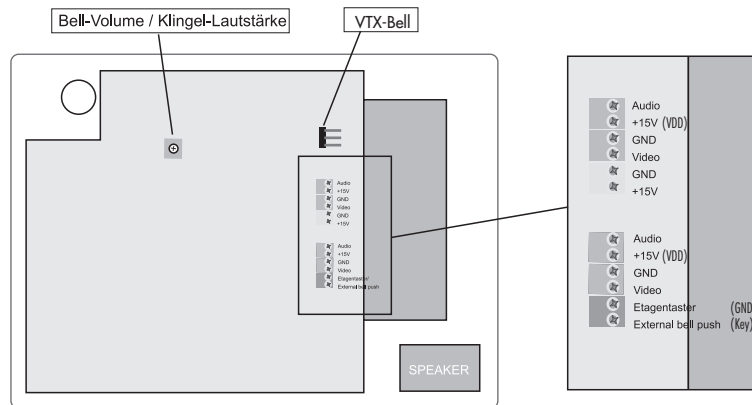 Bell-Volume / Klingel-Lautstärke
VTX-Bell
Audio
+15V
GND
Video
GND
+15V
Audio
+15V
GND
Video
Etagentaster/
External bell push
SPEAKER
Audio
+15V (VDD)
GND
Video
GND
+15V
Audio
+15V (VDD)
GND
Video
Etagentaster (GND
External bell push (Key)